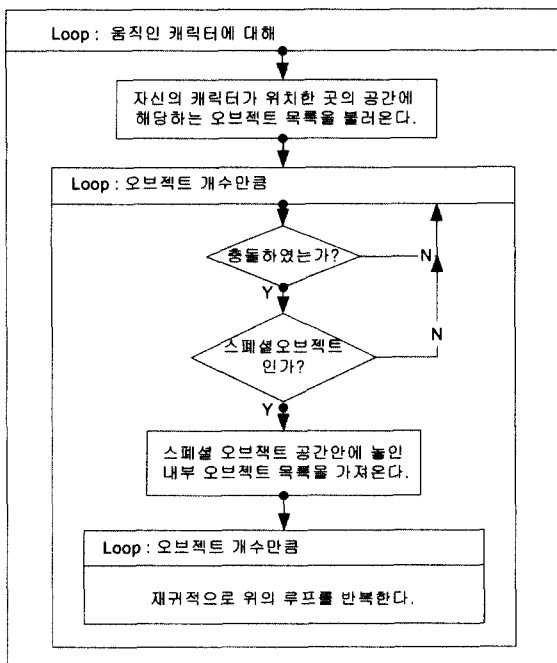 Loop : 움직인 캐릭터에 대해
자신의 캐릭터가 위치한 곳의 공간에
해당하는 오브젝트 목록을 불러온다.
Loop : 오브젝트 개수만큼
충돌하였는가?
N
Y
스페셜오브젝트
인가?
N
Y
스페셜 오브잭트 공간안에 놓인
내부 오브젝트 목록을 가져온다.
Loop : 오브젝트 개수만큼
재귀적으로 위의 루프를 반복한다.